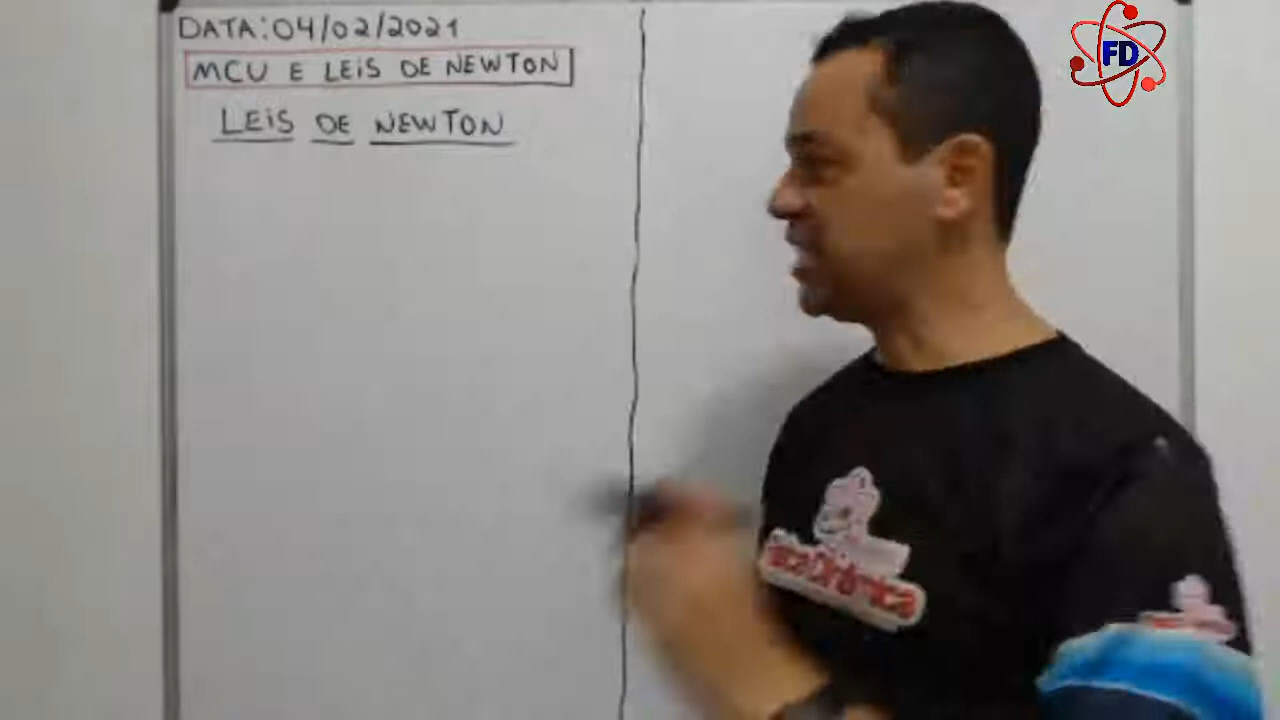 DATA: 04/02/2021
MCU E LEIS DE NEWTON
LEIS DE NEWTON
FD